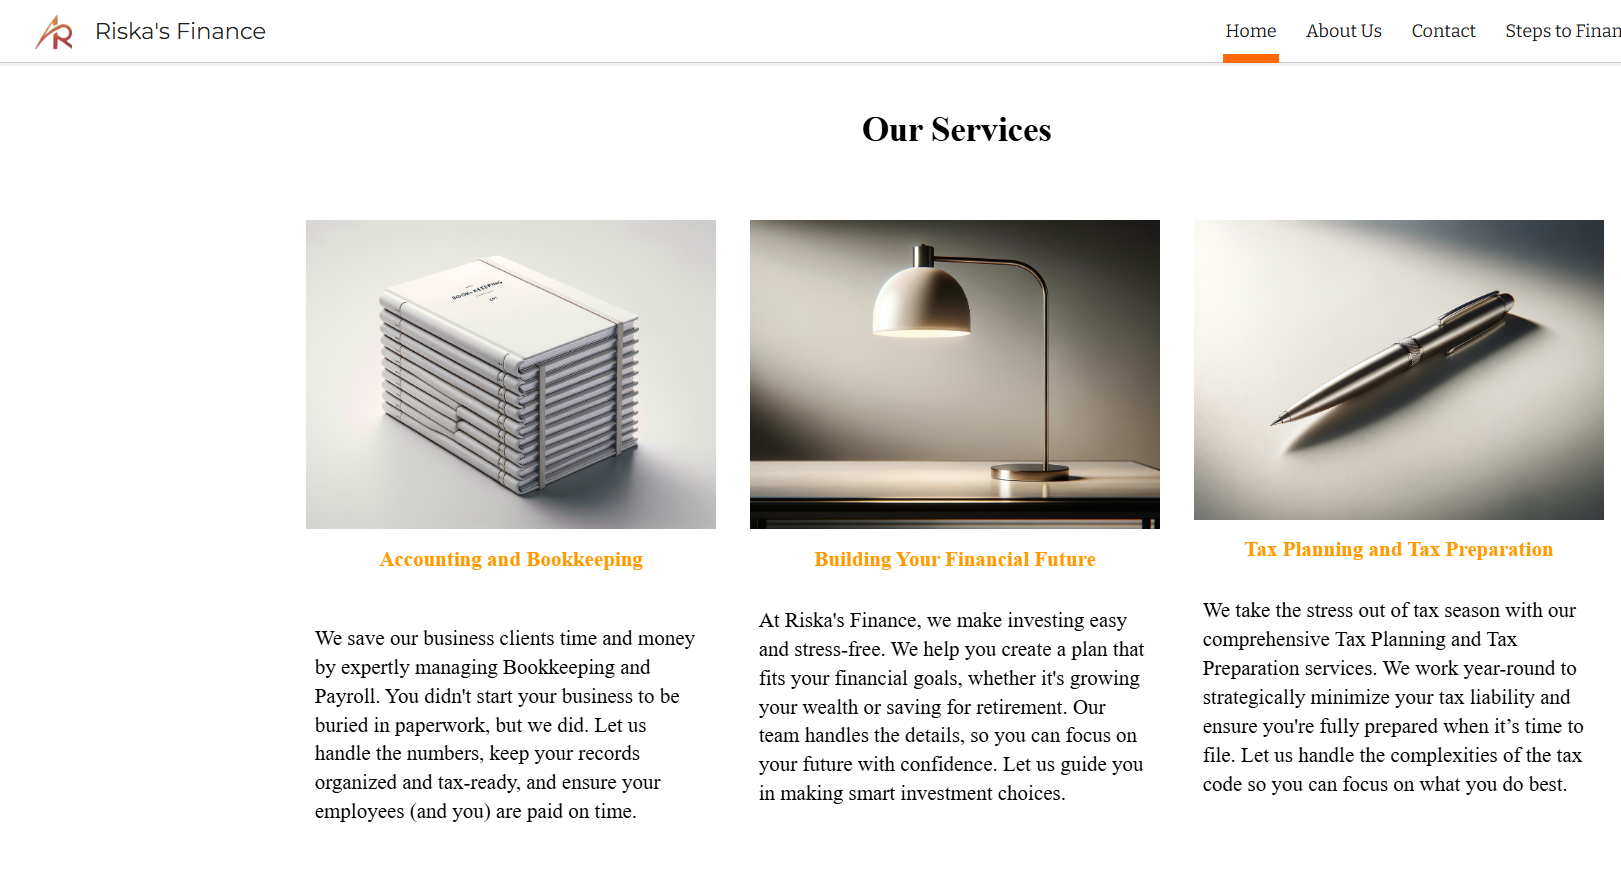 Riska's Finance
Home
About Us
Contact
Steps to Finan
Our Services
BOOK-KEEPING
Accounting and Bookkeeping
We save our business clients time and money
by expertly managing Bookkeeping and
Payroll. You didn't start your business to be
buried in paperwork, but we did. Let us
handle the numbers, keep your records
organized and tax-ready, and ensure your
employees (and you) are paid on time.
Building Your Financial Future
At Riska's Finance, we make investing easy
and stress-free. We help you create a plan that
fits your financial goals, whether it's growing
your wealth or saving for retirement. Our
team handles the details, so you can focus on
your future with confidence. Let us guide you
in making smart investment choices.
Tax Planning and Tax Preparation
We take the stress out of tax season with our
comprehensive Tax Planning and Tax
Preparation services. We work year-round to
strategically minimize your tax liability and
ensure you're fully prepared when it’s time to
file. Let us handle the complexities of the tax
code so you can focus on what you do best.